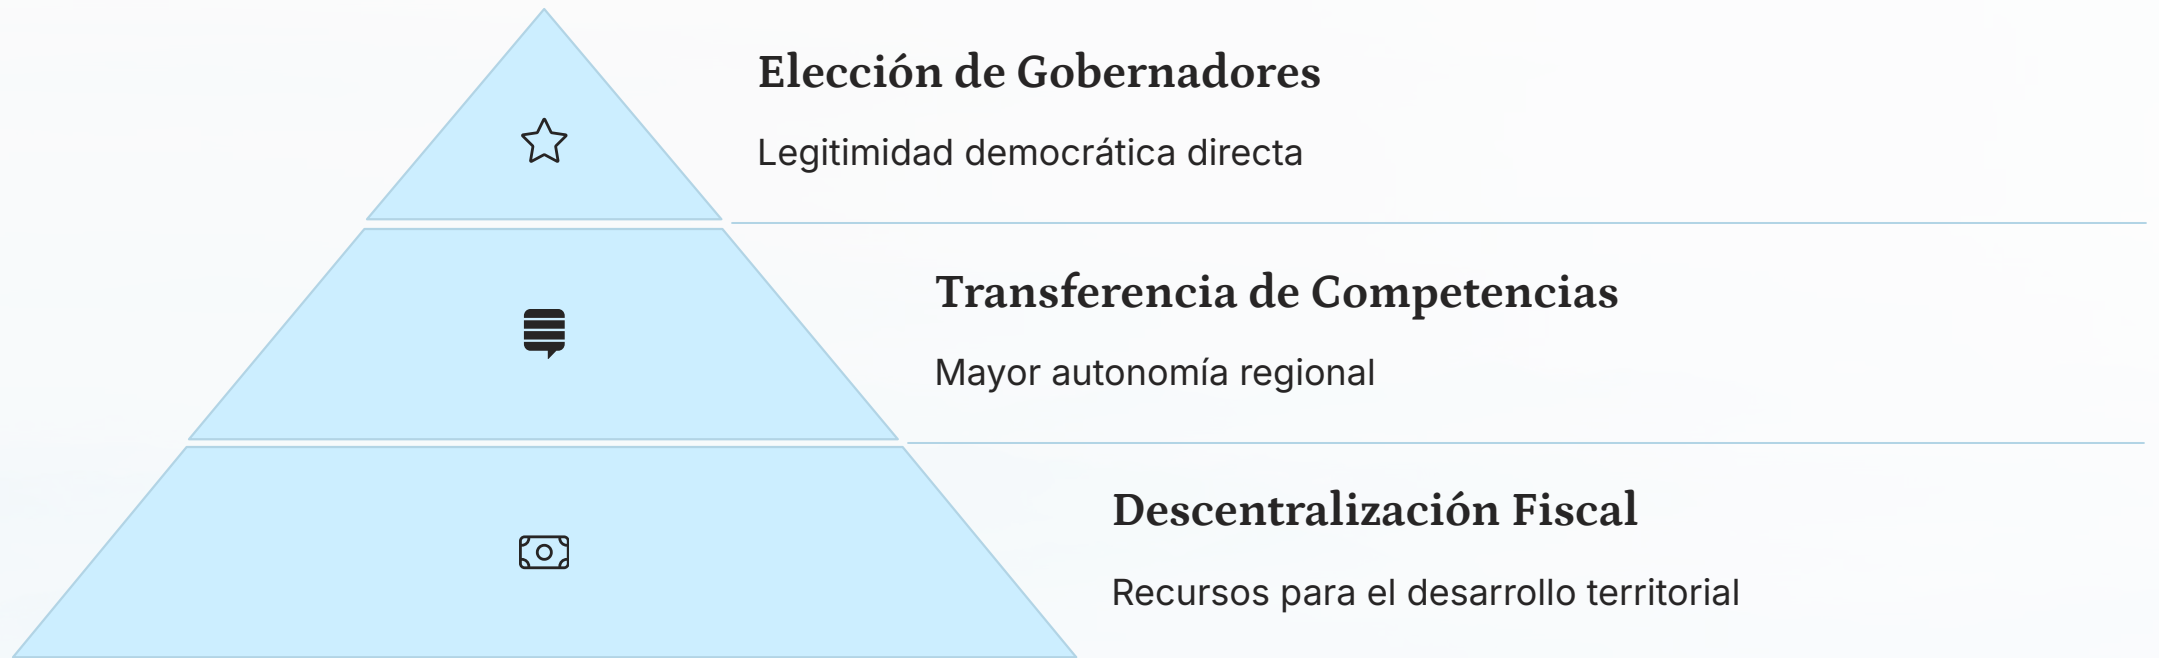 Elección de Gobernadores
Legitimidad democrática directa
Transferencia de Competencias
Mayor autonomía regional
Descentralización Fiscal
Recursos para el desarrollo territorial